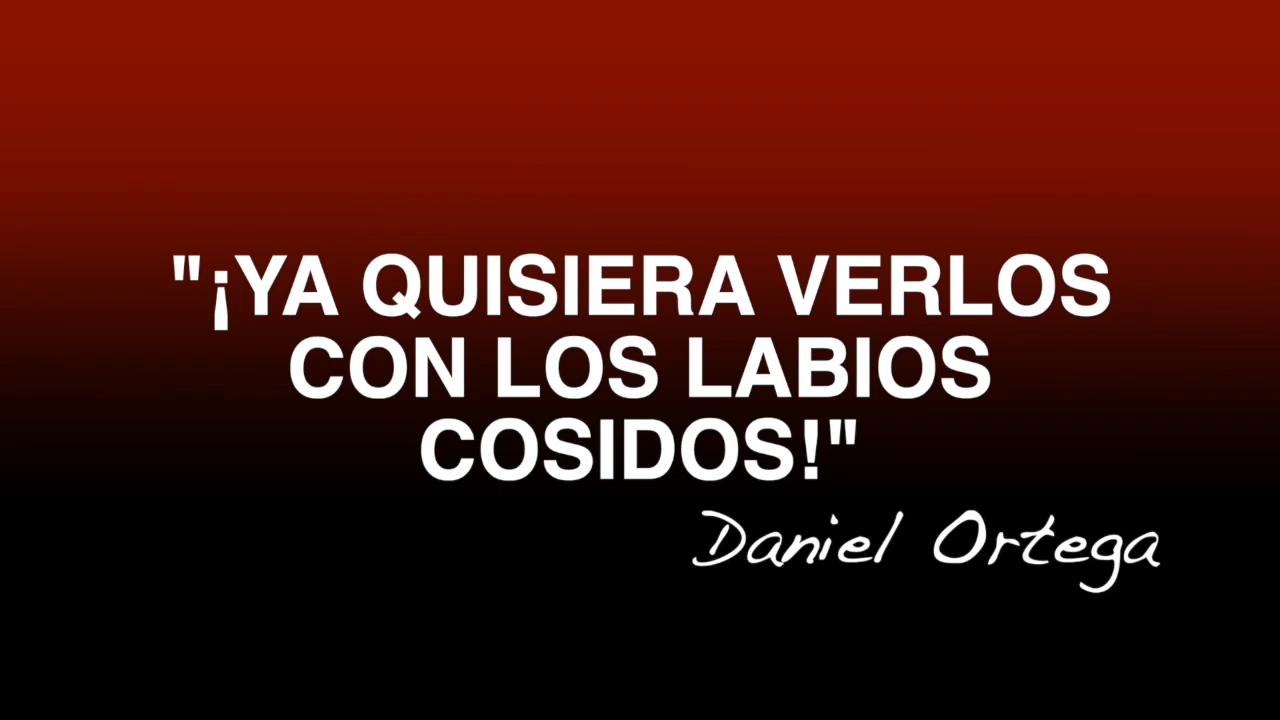 "¡YA QUISIERA VERLOS
CON LOS LABIOS
COSIDOS!"
Daniel Ortega